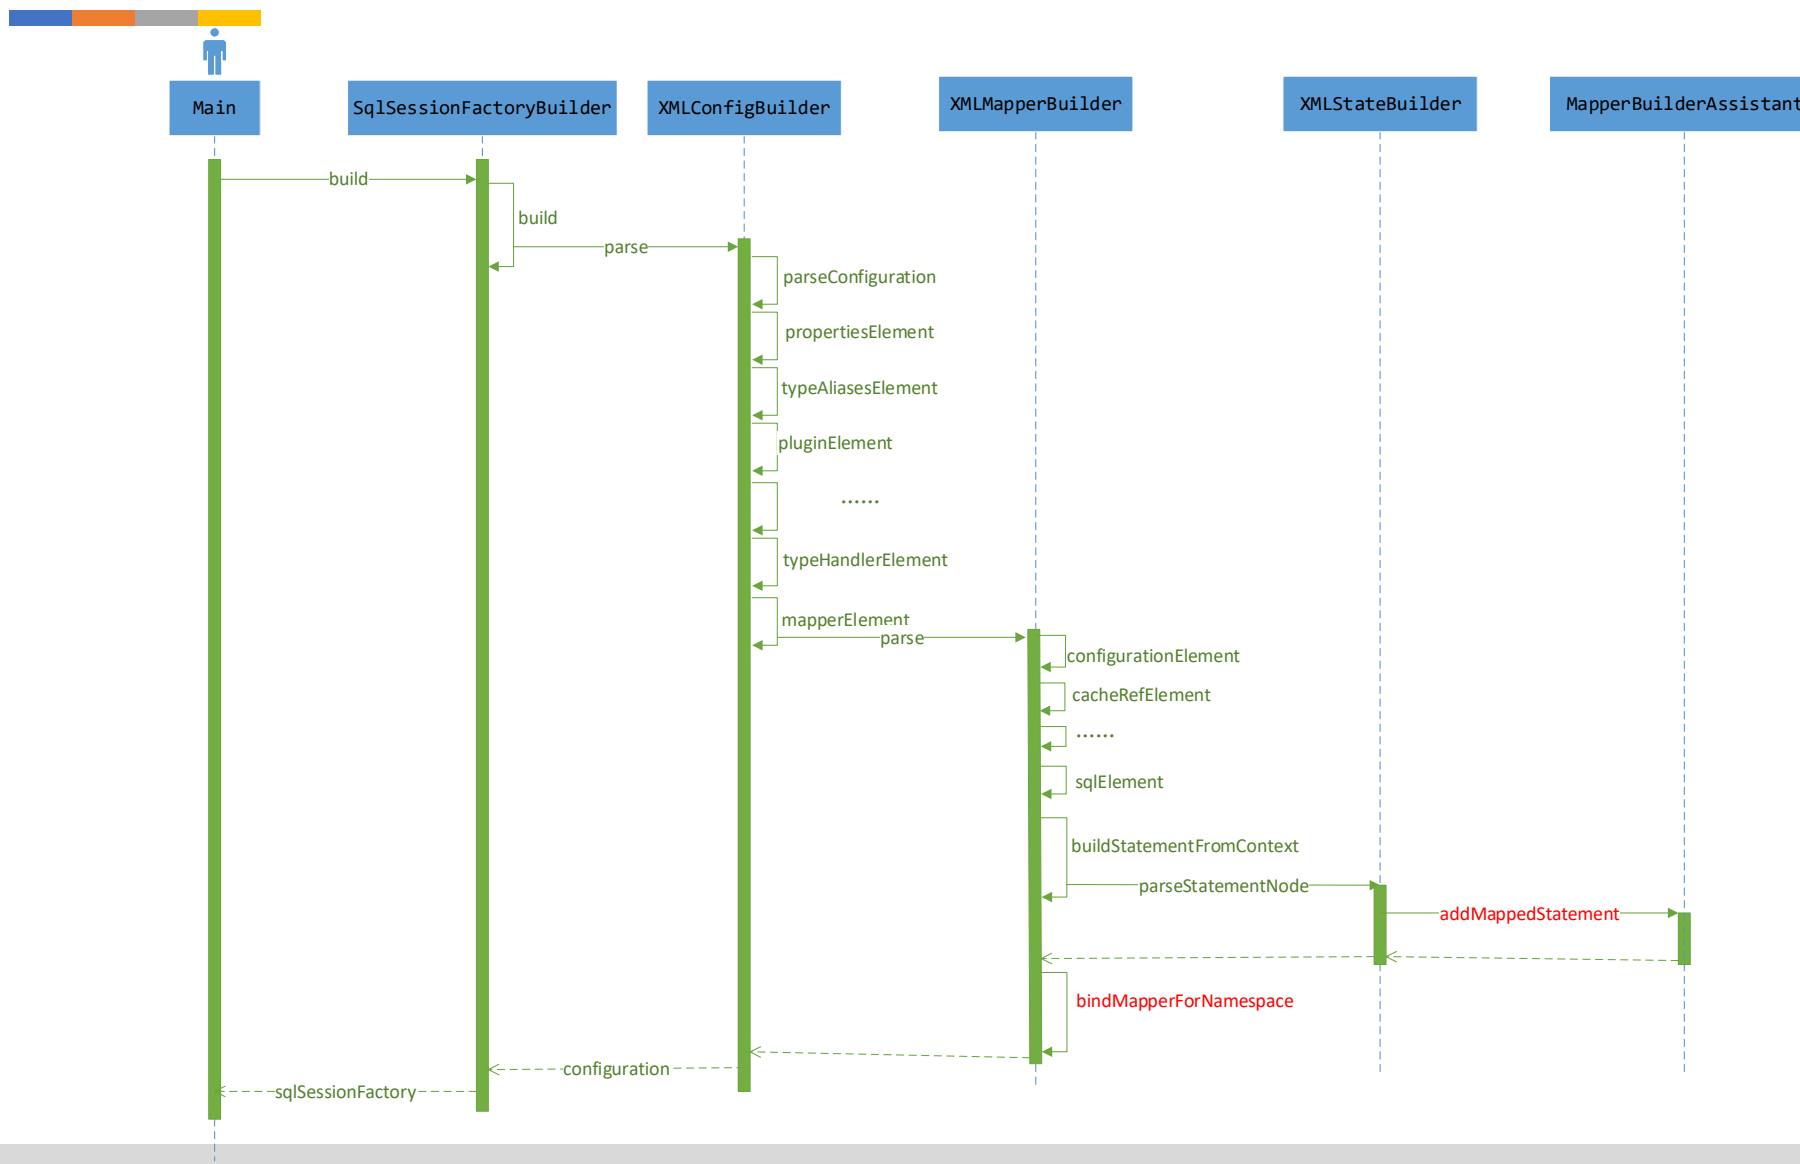 Main
SqlSessionFactoryBuilder
XMLConfigBuilder
XMLMapperBuilder
XMLStateBuilder
MapperBuilderAssistant
build
build
parse
parseConfiguration
propertiesElement
typeAliasesElement
pluginElement
......
typeHandlerElement
mapperElement
parse
configurationElement
cacheRefElement
......
sqlElement
buildStatementFromContext
parseStatementNode
addMappedStatement
bindMapperForNamespace
configuration
sqlSessionFactory